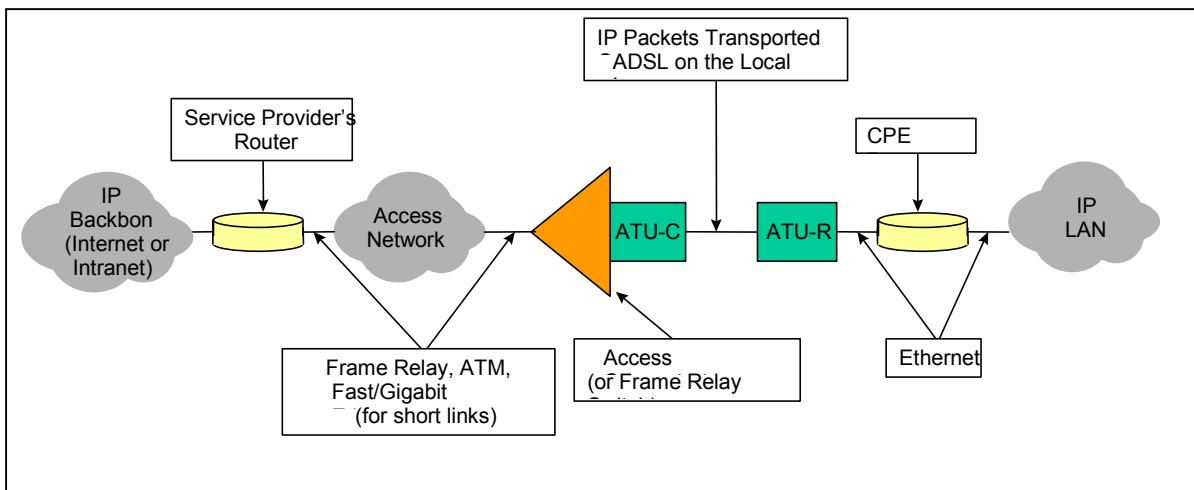 IP Packets Transported
ADSL on the Local
Service Provider's
Router
CPE
IP
Backbon
(Internet or
Intranet)
Access
Network
ATU-C
ATU-R
IP
LAN
Frame Relay, ATM,
Fast/Gigabit
(for short links)
Access
(or Frame Relay
Ethernet